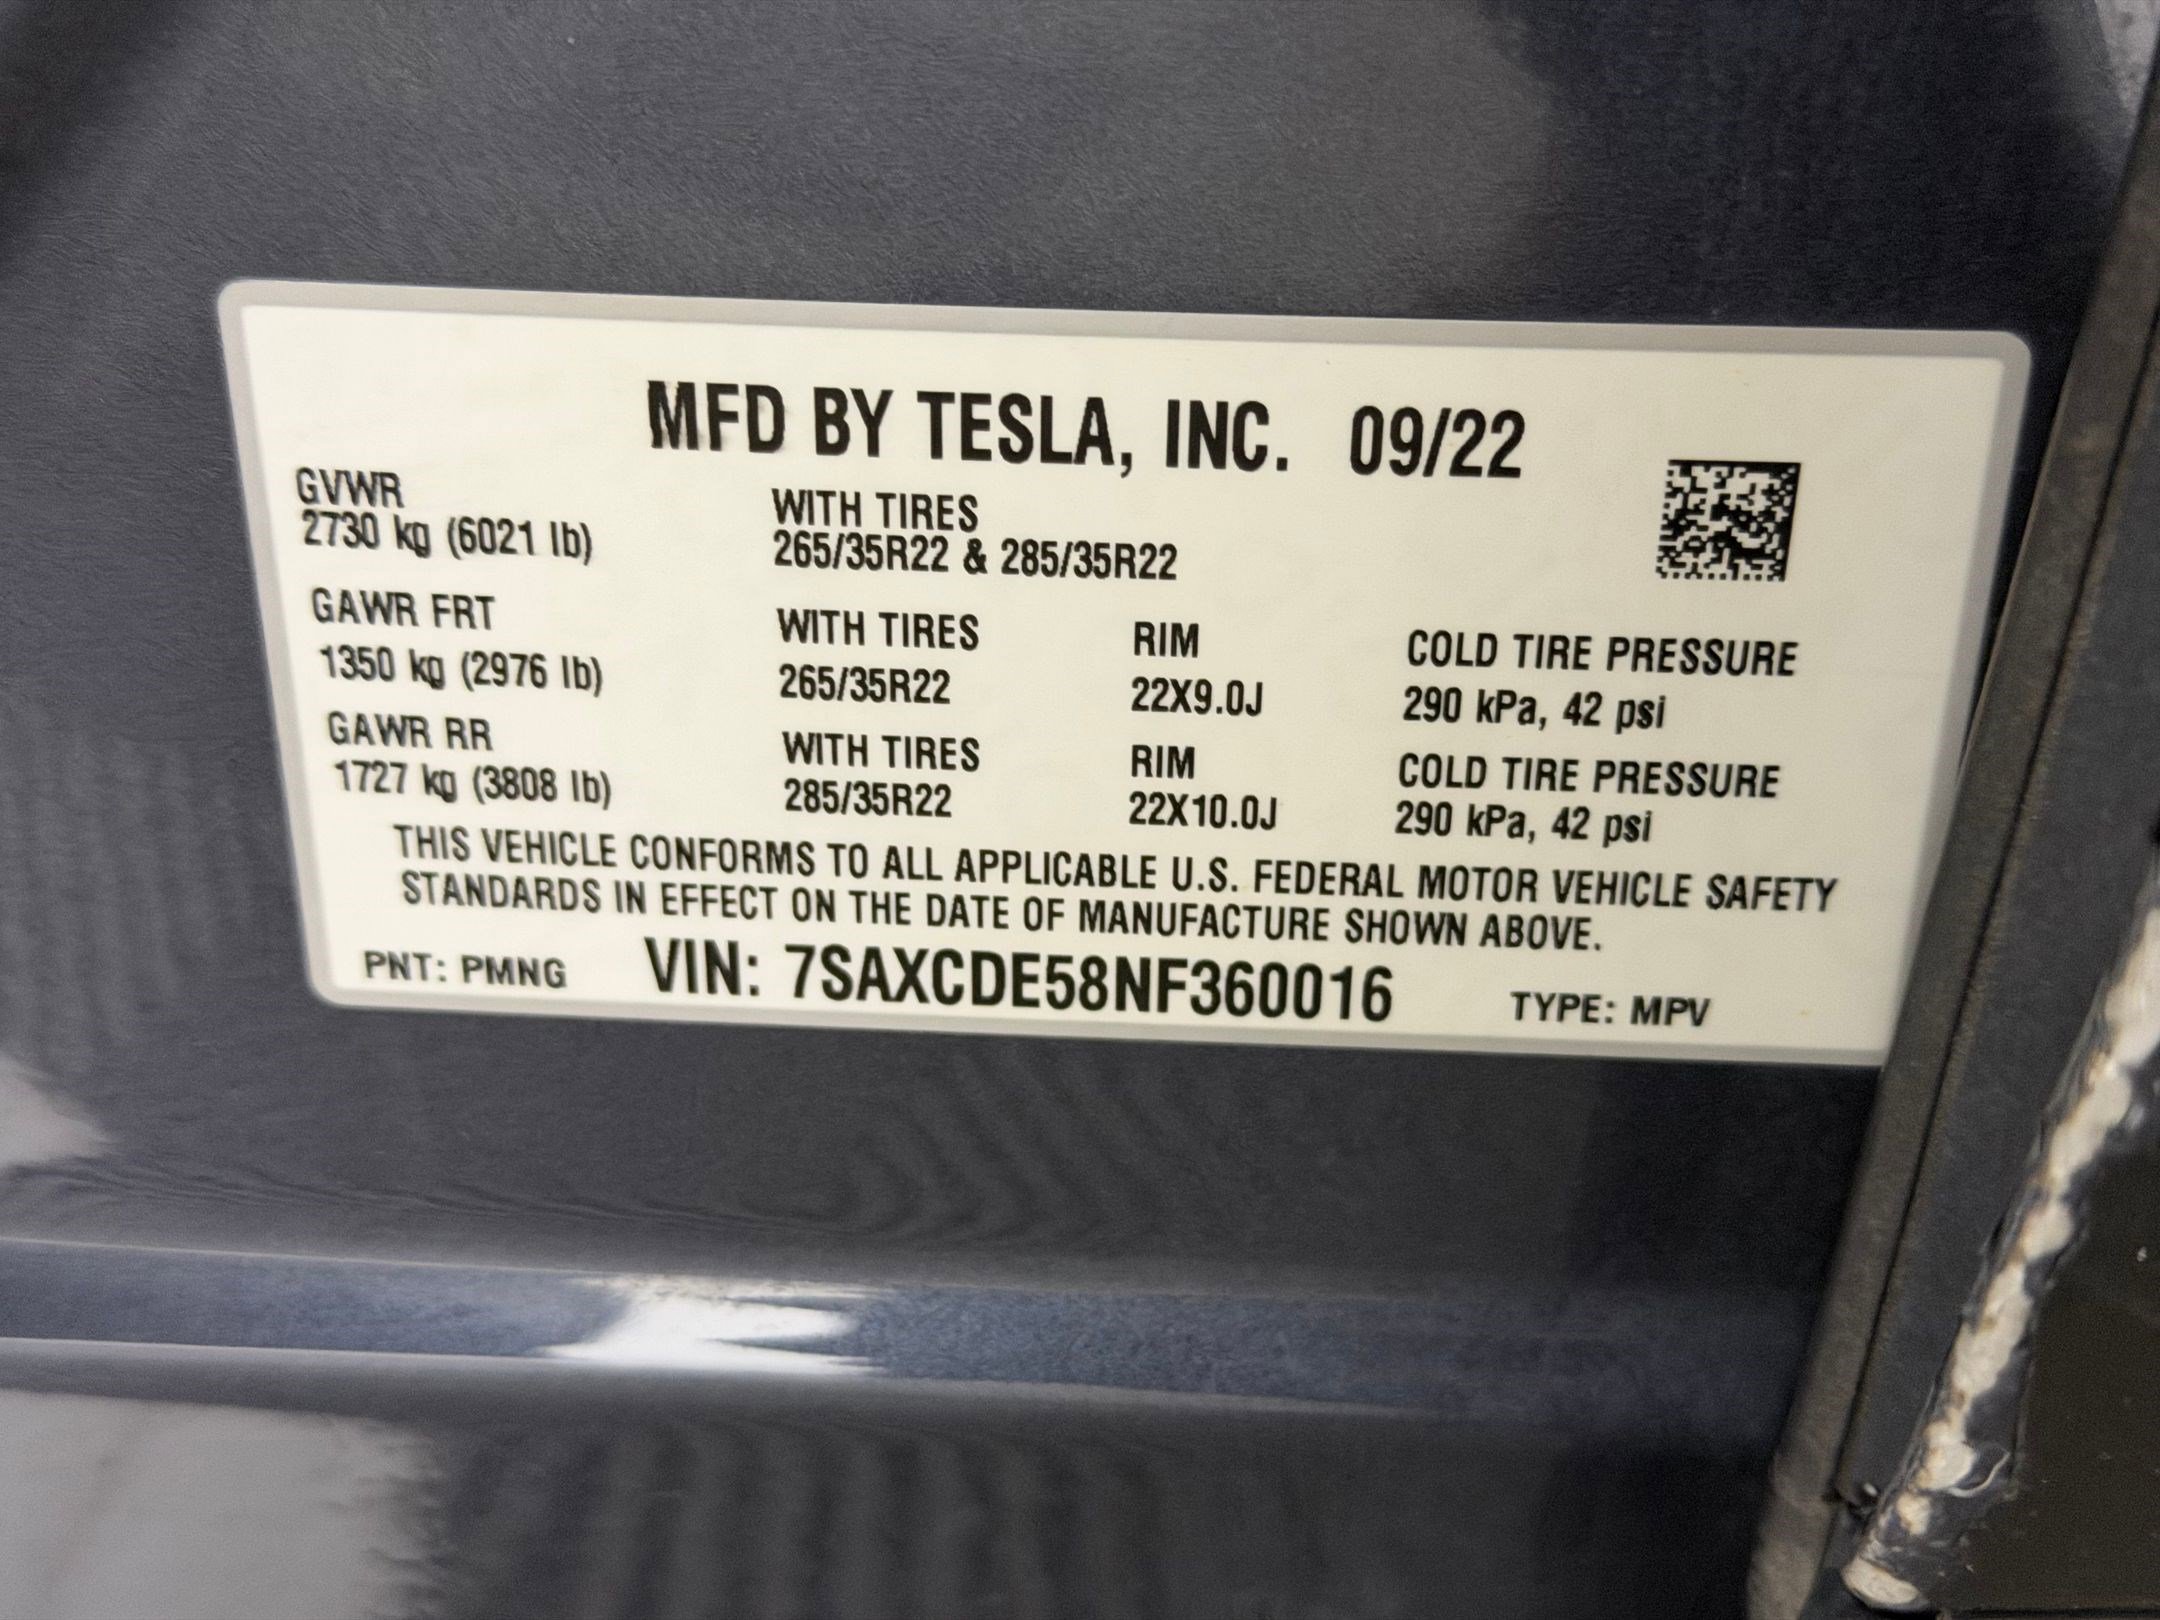 MFD BY TESLA, INC. 09/22
GVWR
2730 kg (6021 lb)
WITH TIRES
265/35R22 & 285/35R22
GAWR FRT
1350 kg (2976 lb)
WITH TIRES
265/35R22
RIM
22X9.0J
COLD TIRE PRESSURE
290 kPa, 42 psi
GAWR RR
1727 kg (3808 lb)
WITH TIRES
285/35R22
RIM
22X10.0J
COLD TIRE PRESSURE
290 kPa, 42 psi
THIS VEHICLE CONFORMS TO ALL APPLICABLE U.S. FEDERAL MOTOR VEHICLE SAFETY
STANDARDS IN EFFECT ON THE DATE OF MANUFACTURE SHOWN ABOVE.
PNT: PMNG VIN: 7SAXCDE58NF360016 TYPE: MPV